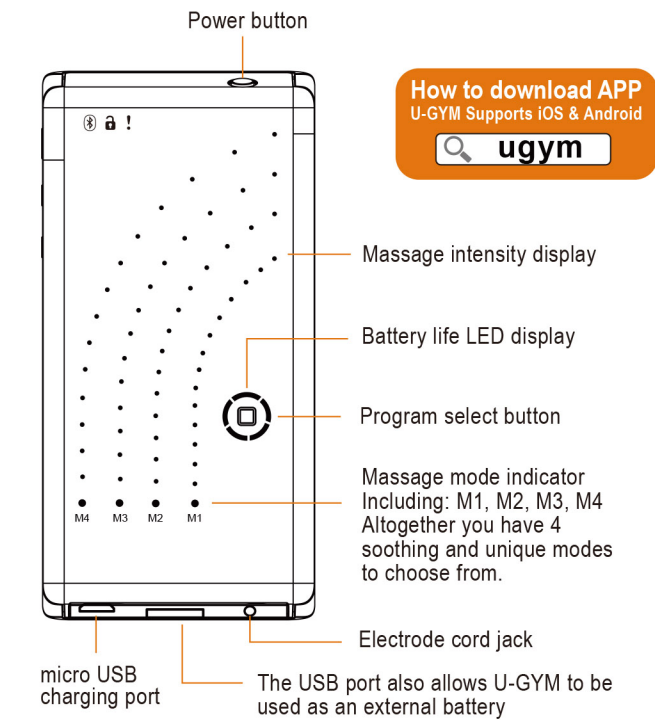 Power button
How to download APP
U-GYM Supports iOS & Android
ugym
Massage intensity display
Battery life LED display
Program select button
Massage mode indicator
Including: M1, M2, M3, M4
Altogether you have 4
soothing and unique modes
to choose from.
M4 M3 M2 M1
Electrode cord jack
micro USB
charging port
The USB port also allows U-GYM to be
used as an external battery